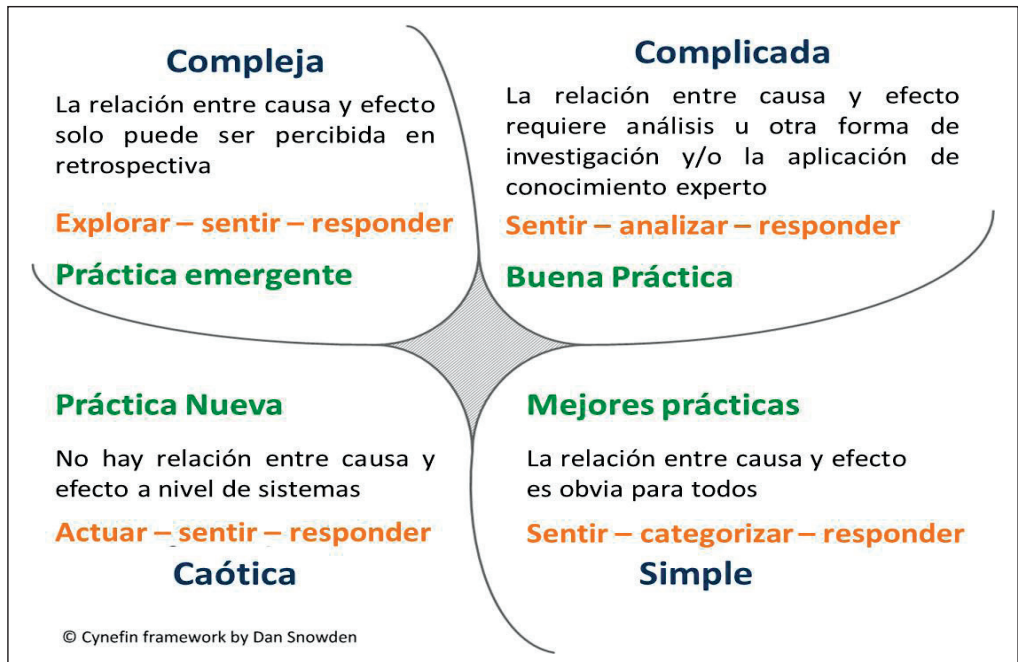 Compleja
La relación entre causa y efecto
solo puede ser percibida en
retrospectiva
Explorar – sentir – responder
Práctica emergente
Complicada
La relación entre causa y efecto
requiere análisis u otra forma de
investigación y/o la aplicación de
conocimiento experto
Sentir – analizar – responder
Buena Práctica
Práctica Nueva
No hay relación entre causa y
efecto a nivel de sistemas
Actuar – sentir – responder
Caótica
Mejores prácticas
La relación entre causa y efecto
es obvia para todos
Sentir – categorizar – responder
Simple
© Cynefin framework by Dan Snowden